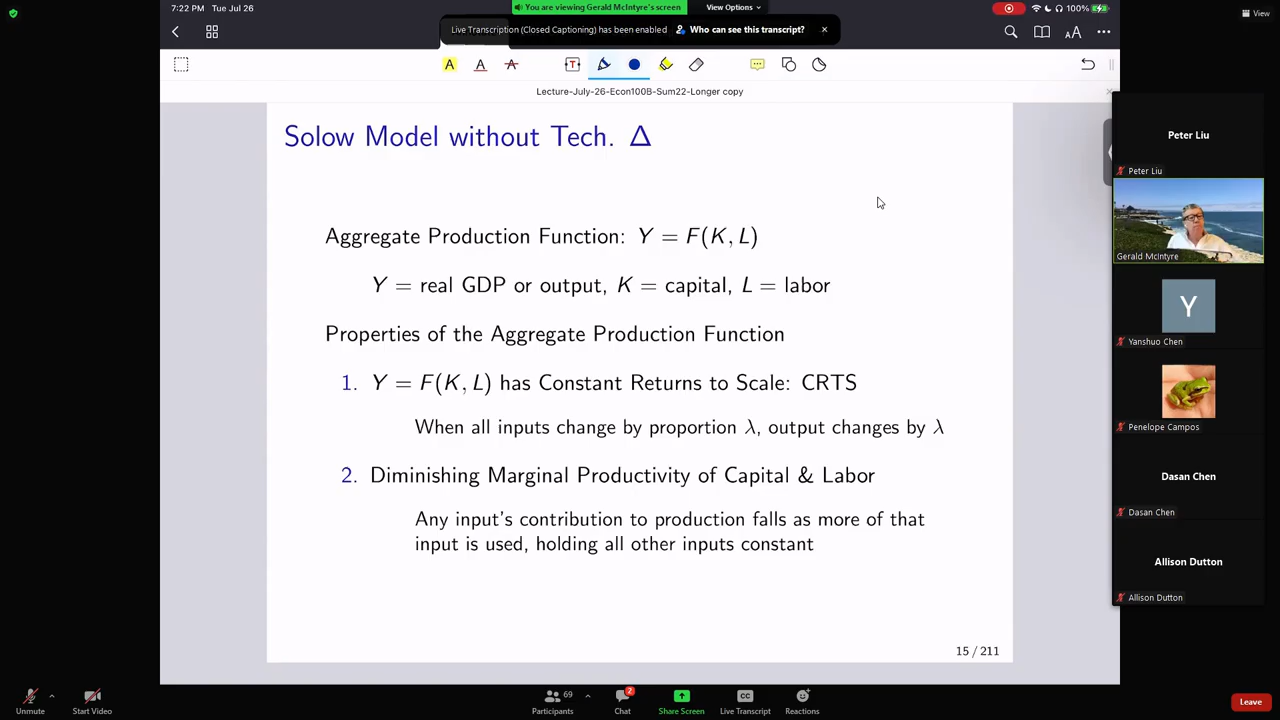 7:22 PM Tue Jul 26
You are viewing Gerald McIntyre's screen
View Options
100%
View
Live Transcription (Closed Captioning) has been enabled
Who can see this transcript?
A A A T AA
Lecture-July-26-Econ100B-Sum22-Longer copy
Solow Model without Tech. Δ
Aggregate Production Function: Y = F(K, L)
Y = real GDP or output, K = capital, L = labor
Properties of the Aggregate Production Function
1. Y = F(K, L) has Constant Returns to Scale: CRTS
When all inputs change by proportion λ, output changes by λ
2. Diminishing Marginal Productivity of Capital & Labor
Any input's contribution to production falls as more of that
input is used, holding all other inputs constant
15 / 211
Peter Liu
Peter Liu
Gerald McIntyre
Y
Yanshuo Chen
Penelope Campos
Dasan Chen
Dasan Chen
Allison Dutton
Allison Dutton
Unmute
Start Video
69
Participants
2
Chat
Share Screen
CC
Live Transcript
Reactions
Leave